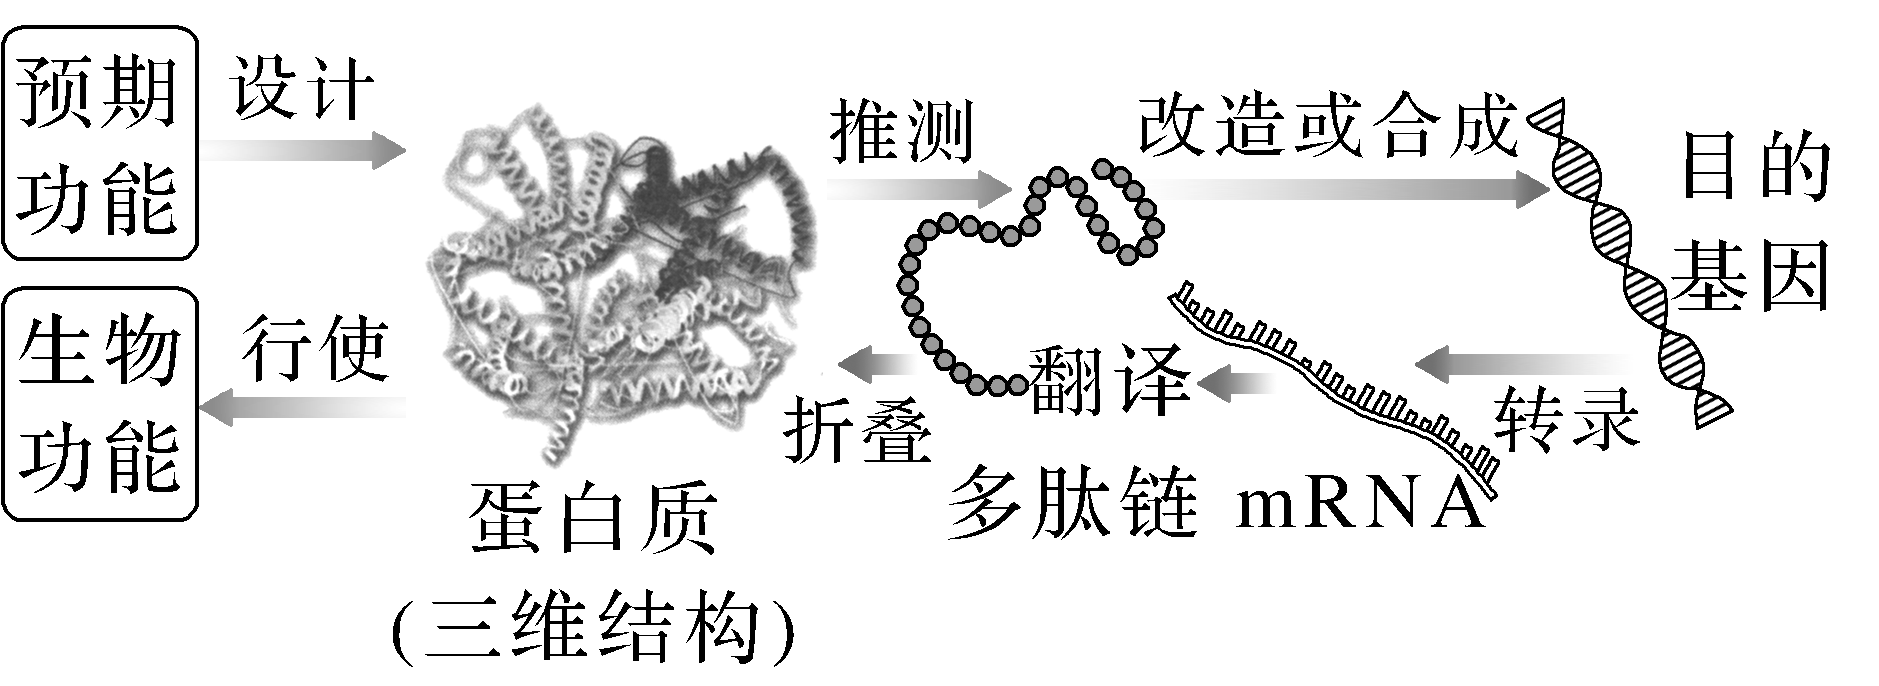 预期
功能
设计
推测
改造或合成
目的
基因
生物
功能
行使
折叠
翻译
转录
蛋白质
(三维结构)
多肽链 mRNA